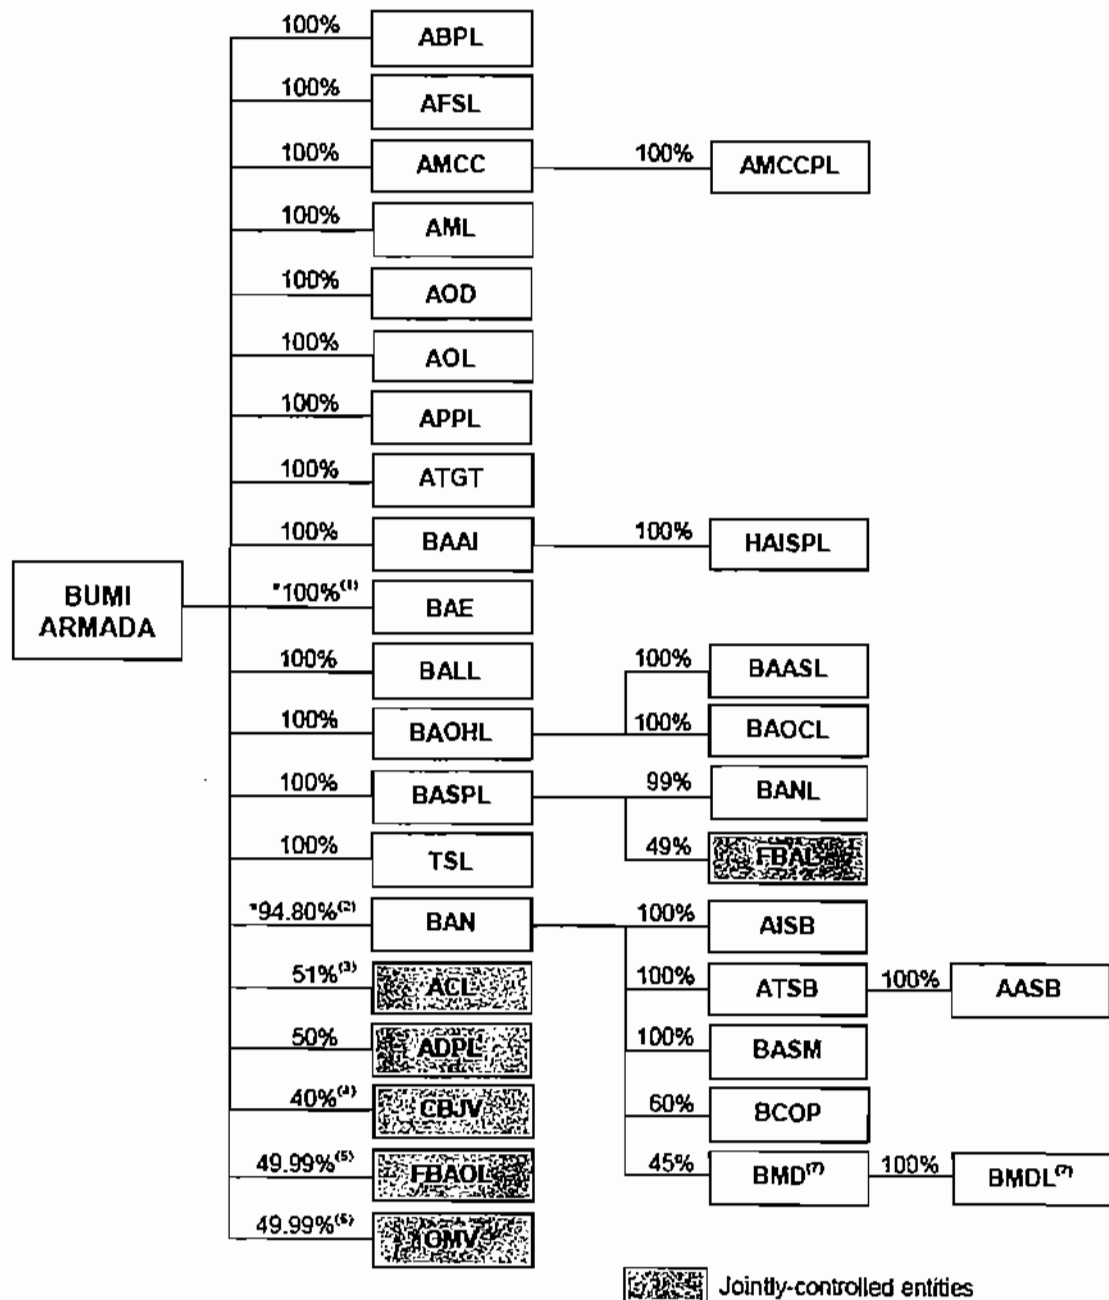 100% ABPL
100% AFSL
100% AMCC 100% AMCCPL
100% AML
100% AOD
100% AOL
100% APPL
100% ATGT
100% BAAI 100% HAISPL
BUMI
ARMADA
*100%(1) BAE
100% BALL 100% BAASL
100% BAOHL 100% BAOCL
100% BASPL 99% BANL
100% TSL 49% FBAL
*94.80%(2) BAN 100% AISB
51%(3) ACL 100% ATSB 100% AASB
50% ADPL 100% BASM
40%(4) CBJV 60% BCOP
49.99%(5) FBAOL 45% BMD(7) 100% BMDL(7)
49.99%(6)
Jointly-controlled entities